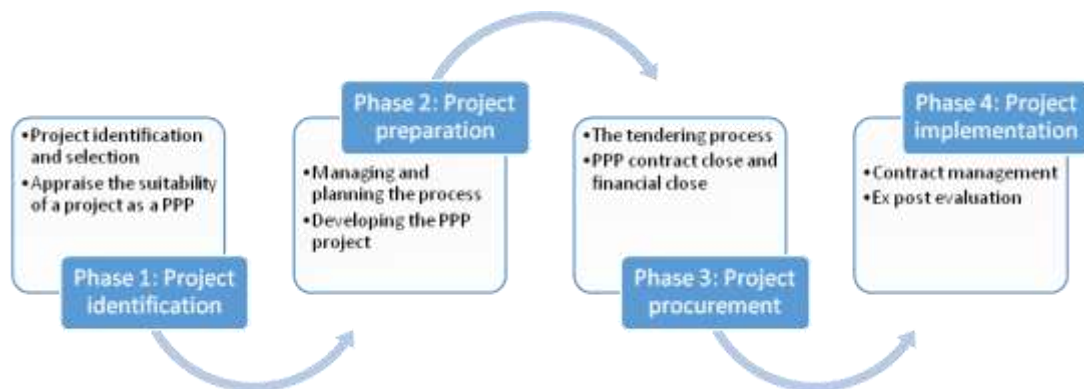 •Project identification
and selection
•Appraise the suitability
of a project as a PPP
Phase 1: Project
identification
Phase 2: Project
preparation
•Managing and
planning the process
•Developing the PPP
project
•The tendering process
•PPP contract close and
financial close
Phase 3: Project
procurement
Phase 4: Project
implementation
•Contract management
•Ex post evaluation